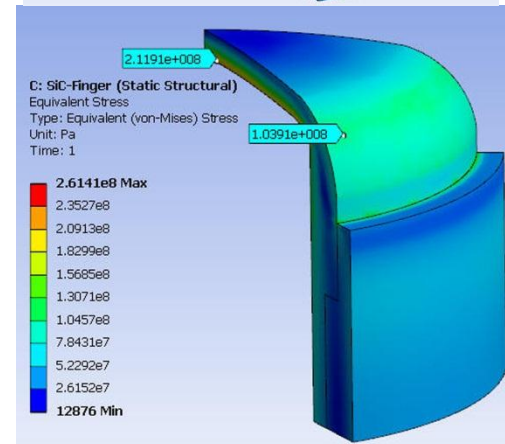 2.1191e+008
C: SiC-Finger (Static Structural)
Equivalent Stress
Type: Equivalent (von-Mises) Stress
Unit: Pa
Time: 1
1.0391e+008
2.6141e8 Max
2.3527e8
2.0913e8
1.8299e8
1.5685e8
1.3071e8
1.0457e8
7.8431e7
5.2292e7
2.6152e7
12876 Min